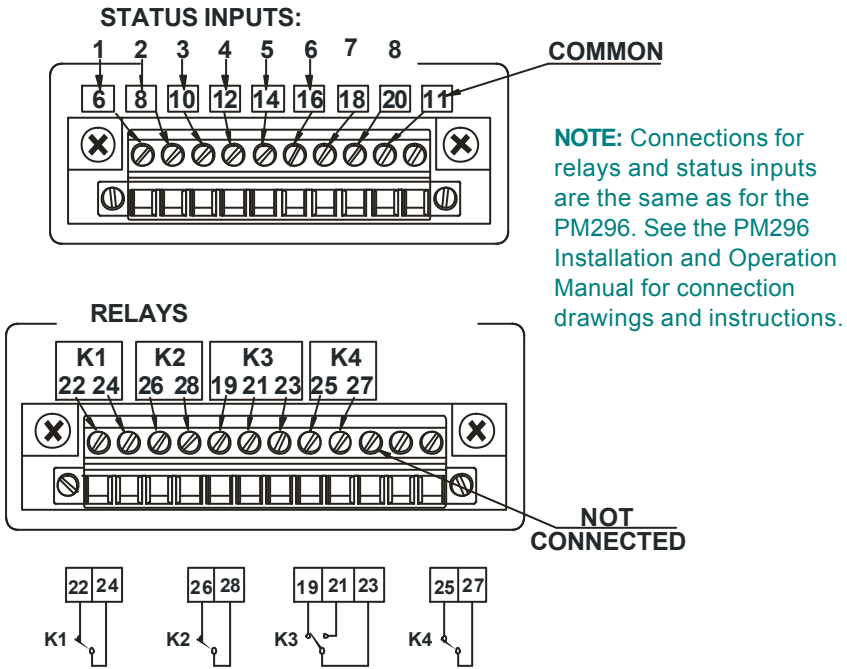 STATUS INPUTS:
1 2 3 4 5 6 7 8
COMMON
6 8 10 12 14 16 18 20 11
NOTE: Connections for
relays and status inputs
are the same as for the
PM296. See the PM296
Installation and Operation
Manual for connection
drawings and instructions.
RELAYS
K1 K2 K3 K4
22 24 26 28 19 21 23 25 27
NOT
CONNECTED
22 24 26 28 19 21 23 25 27
K1 K2 K3 K4